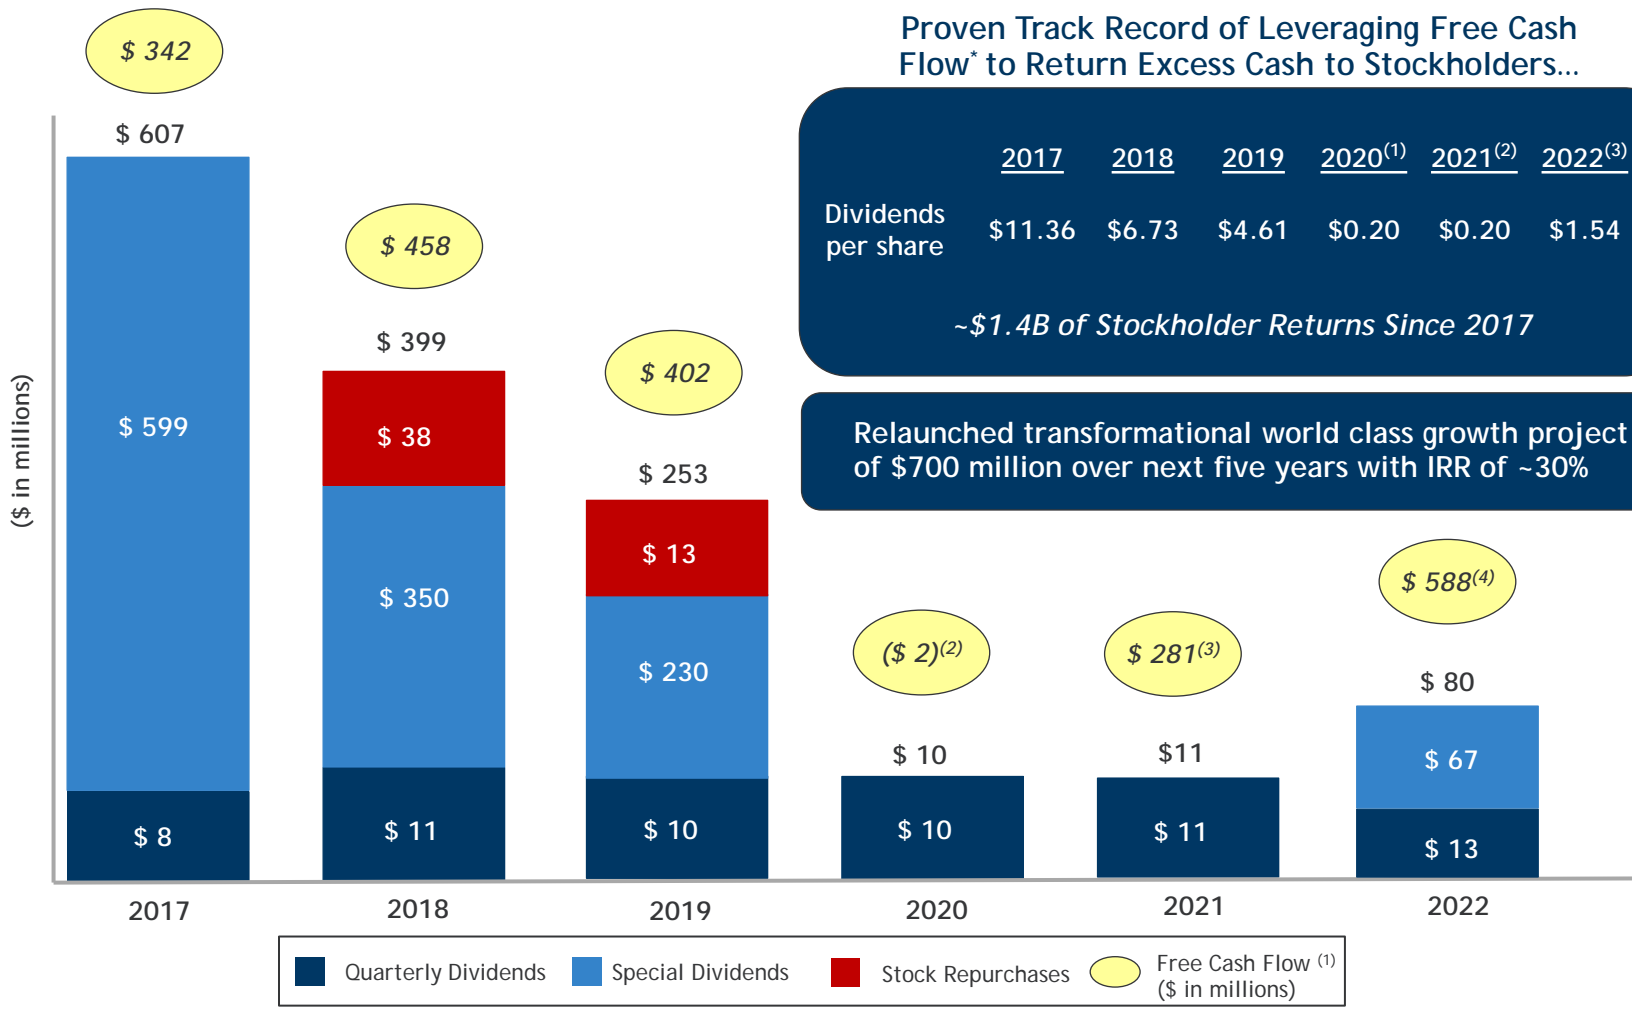 Proven Track Record of Leveraging Free Cash
Flow* to Return Excess Cash to Stockholders...
2017 2018 2019 2020(1) 2021(2) 2022(3)
Dividends
per share
$11.36 $6.73 $4.61 $0.20 $0.20 $1.54
~$1.4B of Stockholder Returns Since 2017
Relaunched transformational world class growth project
of $700 million over next five years with IRR of ~30%
($ in millions)
$ 342
$ 607
$ 599
$ 8
$ 458
$ 399
$ 38
$ 350
$ 11
$ 402
$ 253
$ 13
$ 230
$ 10
($ 2)(2)
$ 10
$ 10
$ 281(3)
$11
$ 11
$ 588(4)
$ 80
$ 67
$ 13
2017 2018 2019 2020 2021 2022
Quarterly Dividends Special Dividends Stock Repurchases Free Cash Flow (1)
($ in millions)